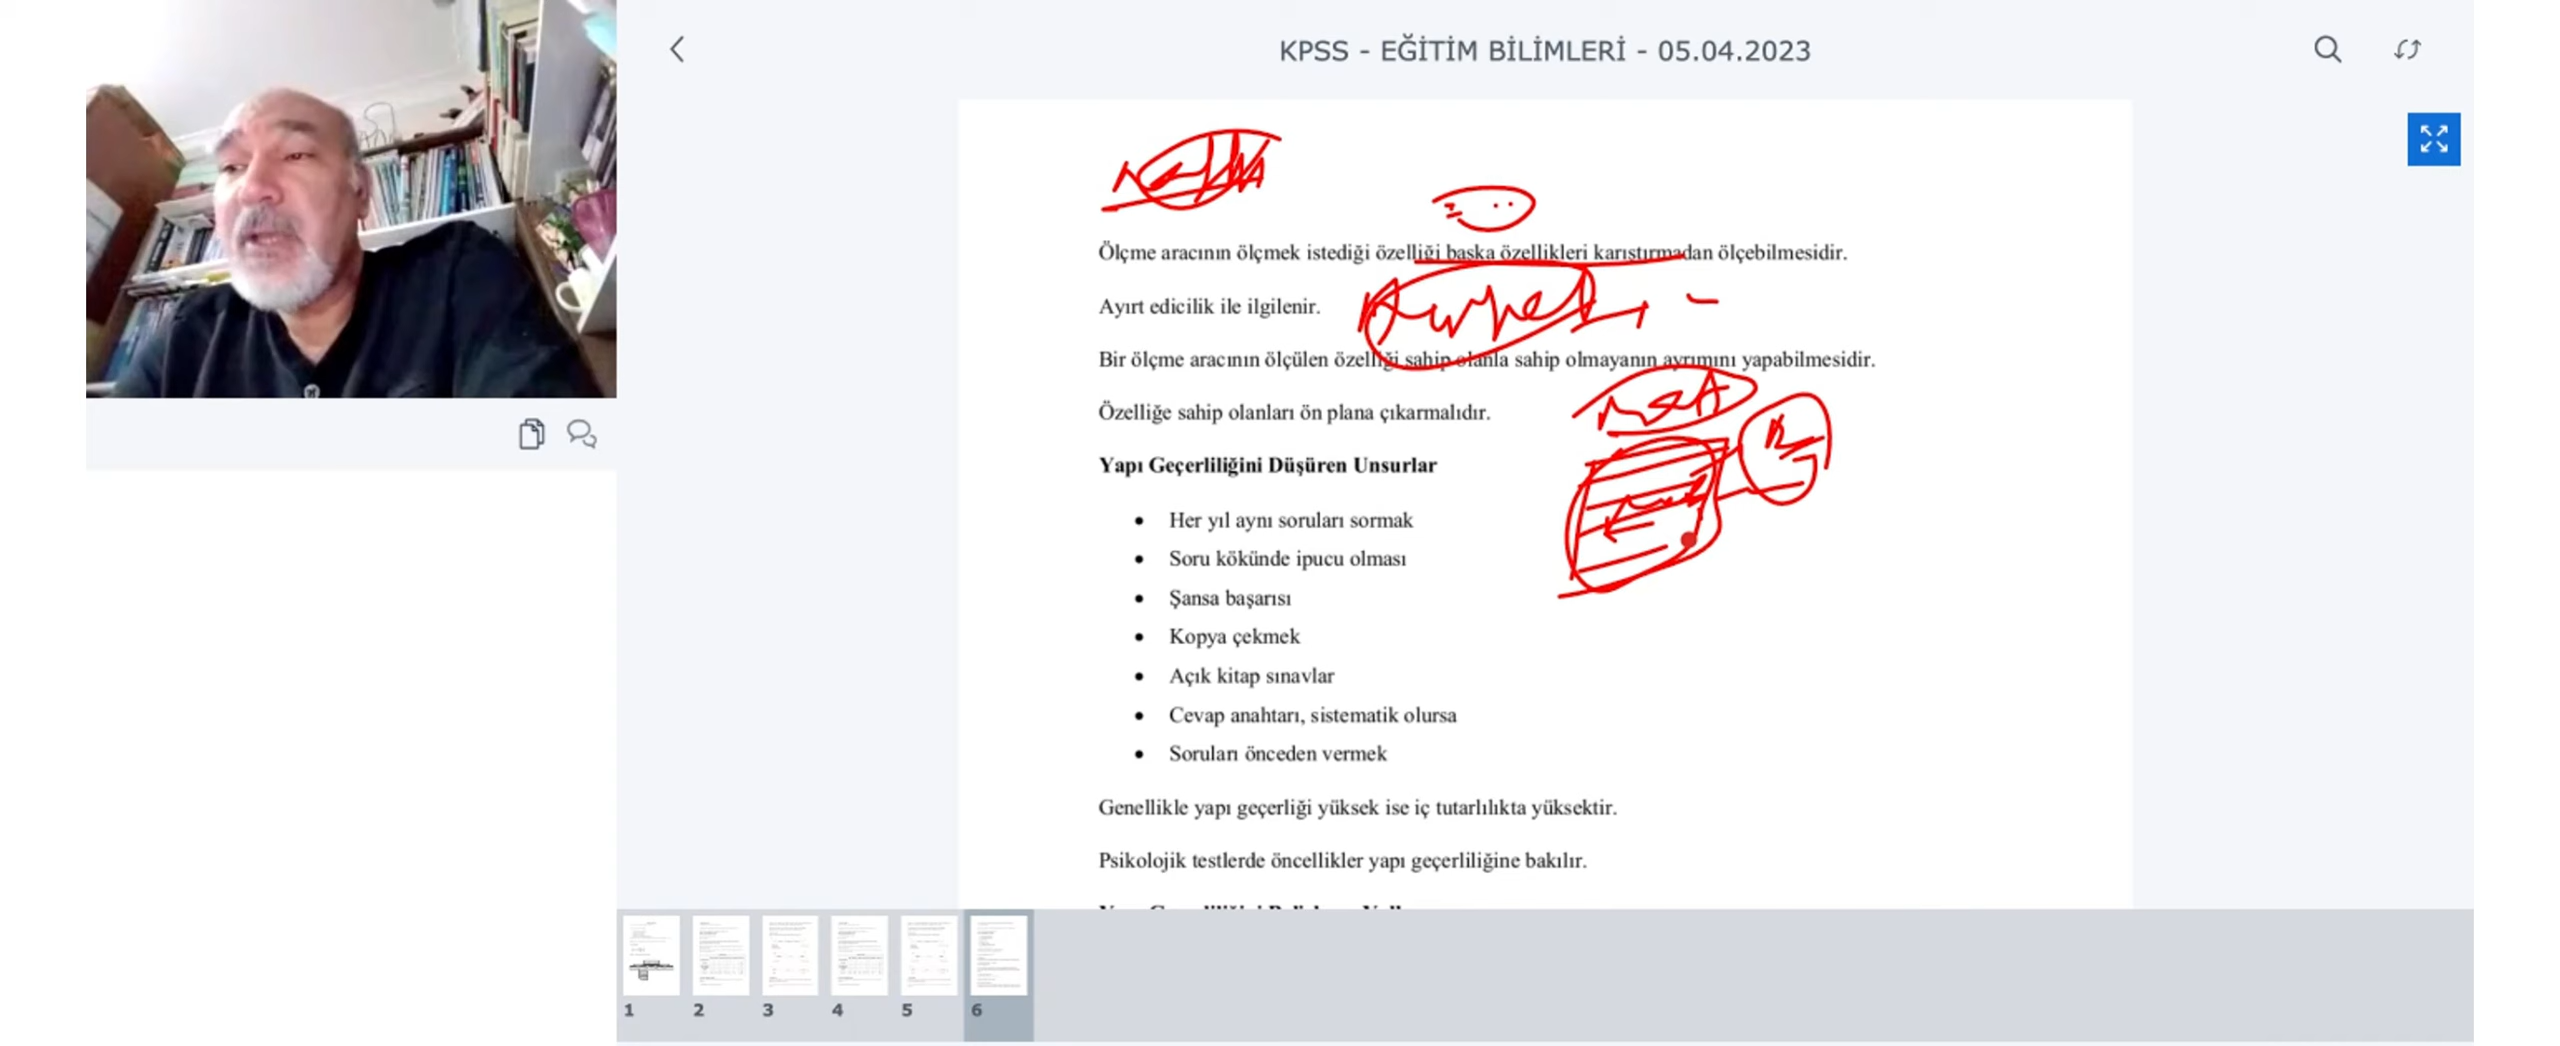 KPSS - EĞİTİM BİLİMLERİ - 05.04.2023
Ölçme aracının ölçmek istediği özelliği başka özellikleri karıştırmadan ölçebilmesidir.
Ayırt edicilik ile ilgilenir.
Bir ölçme aracının ölçülen özelliği sahip olanla sahip olmayanın ayrımını yapabilmesidir.
Özelliğe sahip olanları ön plana çıkarmalıdır.
Yapı Geçerliliğini Düşüren Unsurlar
• Her yıl aynı soruları sormak
• Soru kökünde ipucu olması
• Şansa başarısı
• Kopya çekmek
• Açık kitap sınavlar
• Cevap anahtarı, sistematik olursa
• Soruları önceden vermek
Genellikle yapı geçerliği yüksek ise iç tutarlılıkta yüksektir.
Psikolojik testlerde öncellikler yapı geçerliliğine bakılır.
1 2 3 4 5 6